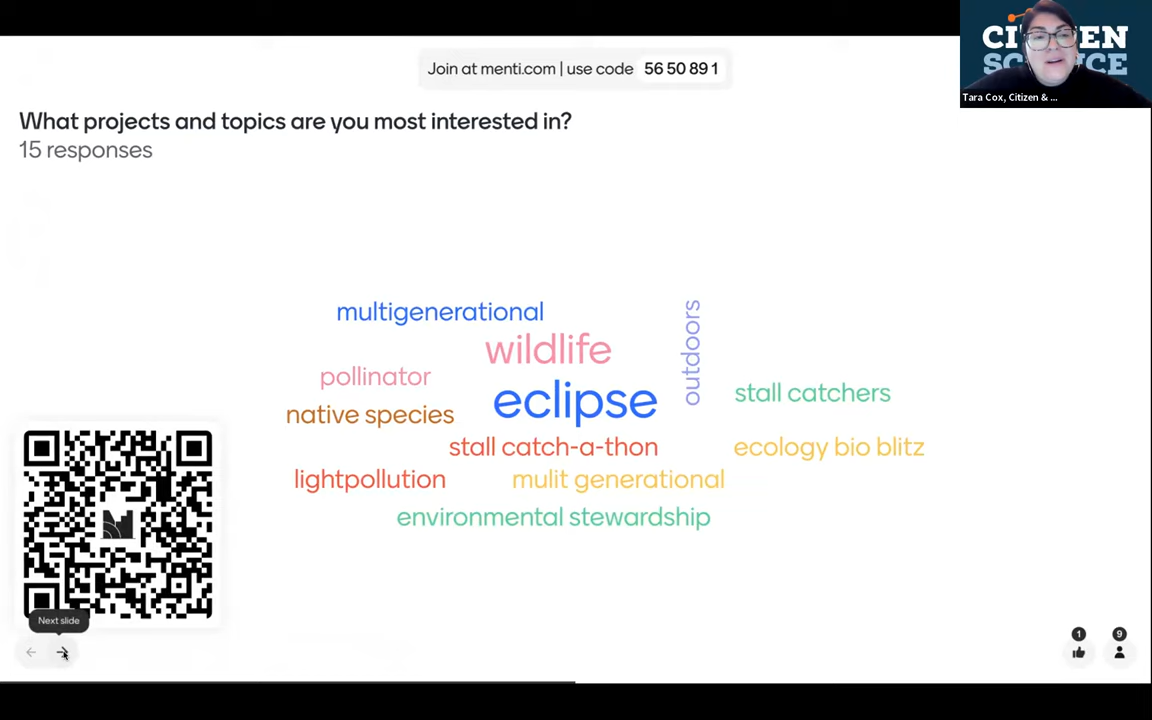 Join at menti.com | use code 56 50 89 1
CITIZEN
SCIENCE
Tara Cox, Citizen & ...
What projects and topics are you most interested in?
15 responses
multigenerational
outdoors
wildlife
pollinator
eclipse
stall catchers
native species
stall catch-a-thon
ecology bio blitz
lightpollution
mulit generational
environmental stewardship
Next slide
1
9